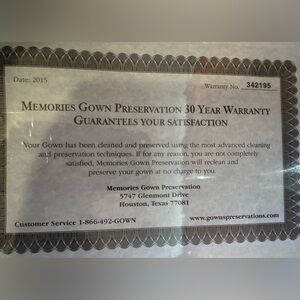 Date: 2015
Warranty No. 342195
MEMORIES GOWN PRESERVATION 30 YEAR WARRANTY
GUARANTEES YOUR SATISFACTION
Your Gown has been cleaned and preserved using the most advanced cleaning
and preservation techniques. If for any reason, you are not completely
satisfied, Memories Gown Preservation will reclean and
preserve your gown at no charge to you.
Memories Gown Preservation
5747 Glenmont Drive
Houston, Texas 77081
Customer Service 1-866-492-GOWN
www.gownspreservations.com